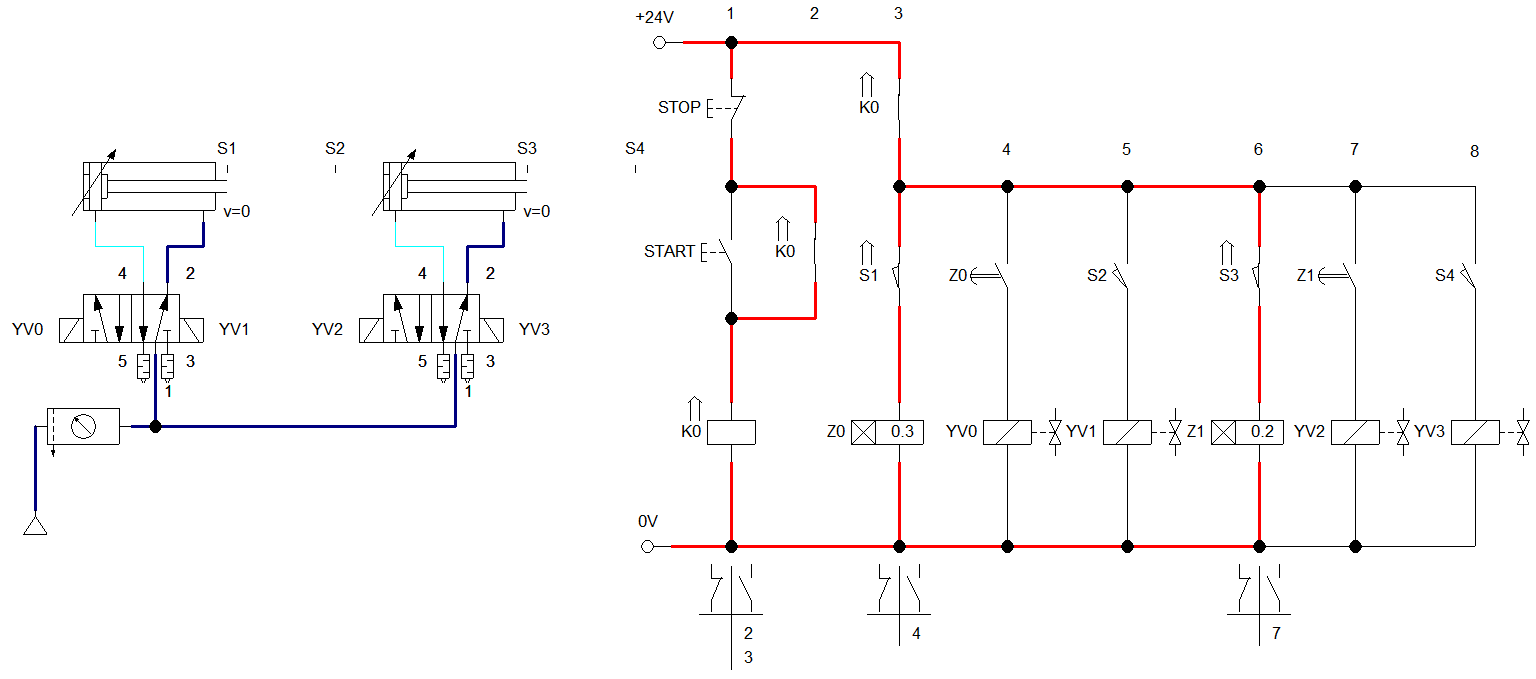 +24V 1 2 3
STOP K0
S1 S2 S3 S4 4 5 6 7 8
v=0 v=0
START K0
4 2 4 2 S1 Z0 S2 S3 Z1 S4
YV0 YV1 YV2 YV3
5 3 5 3
1 1
K0 Z0 0.3 YV0 YV1 Z1 0.2 YV2 YV3
0V
2 4 7
3